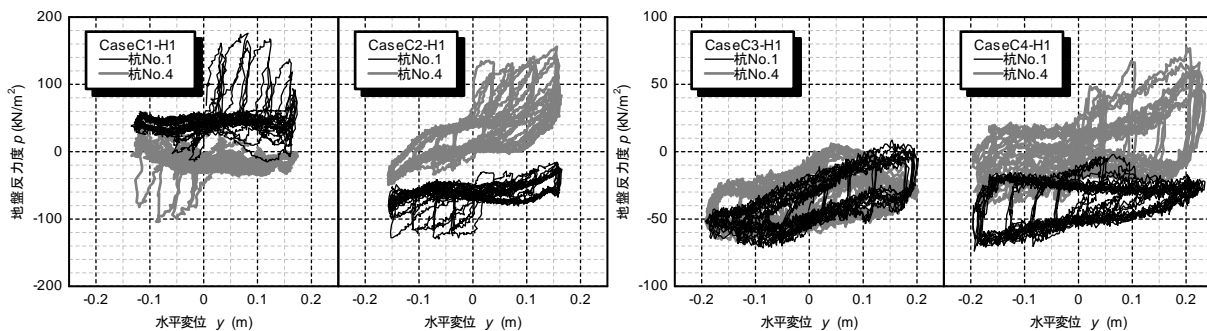 地盤反力度 p (kN/m²)
200
100
0
-100
-200
CaseC1-H1
杭No.1
杭No.4
CaseC2-H1
杭No.1
杭No.4
-0.2 -0.1 0 0.1 0.2
-0.2 -0.1 0 0.1 0.2
水平変位 y (m)
水平変位 y (m)
地盤反力度 p (kN/m²)
100
50
0
-50
-100
CaseC3-H1
杭No.1
杭No.4
CaseC4-H1
杭No.1
杭No.4
-0.2 -0.1 0 0.1 0.2
-0.2 -0.1 0 0.1 0.2
水平変位 y (m)
水平変位 y (m)